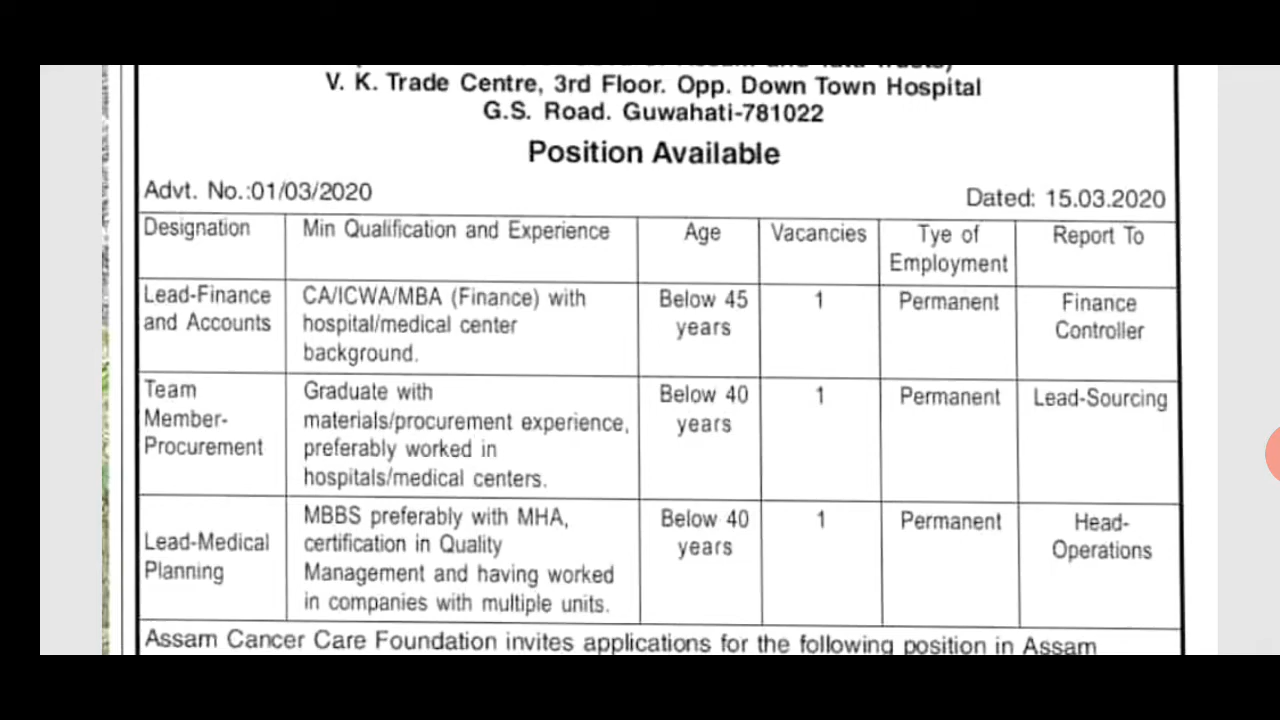 of Assam and Tata Trusts)
V. K. Trade Centre, 3rd Floor. Opp. Down Town Hospital
G.S. Road. Guwahati-781022
Position Available
Advt. No.:01/03/2020 Dated: 15.03.2020
Designation Min Qualification and Experience Age Vacancies Tye of Employment Report To
Lead-Finance and Accounts CA/ICWA/MBA (Finance) with hospital/medical center background. Below 45 years 1 Permanent Finance Controller
Team Member-Procurement Graduate with materials/procurement experience, preferably worked in hospitals/medical centers. Below 40 years 1 Permanent Lead-Sourcing
Lead-Medical Planning MBBS preferably with MHA, certification in Quality Management and having worked in companies with multiple units. Below 40 years 1 Permanent Head-Operations
Assam Cancer Care Foundation invites applications for the following position in Assam